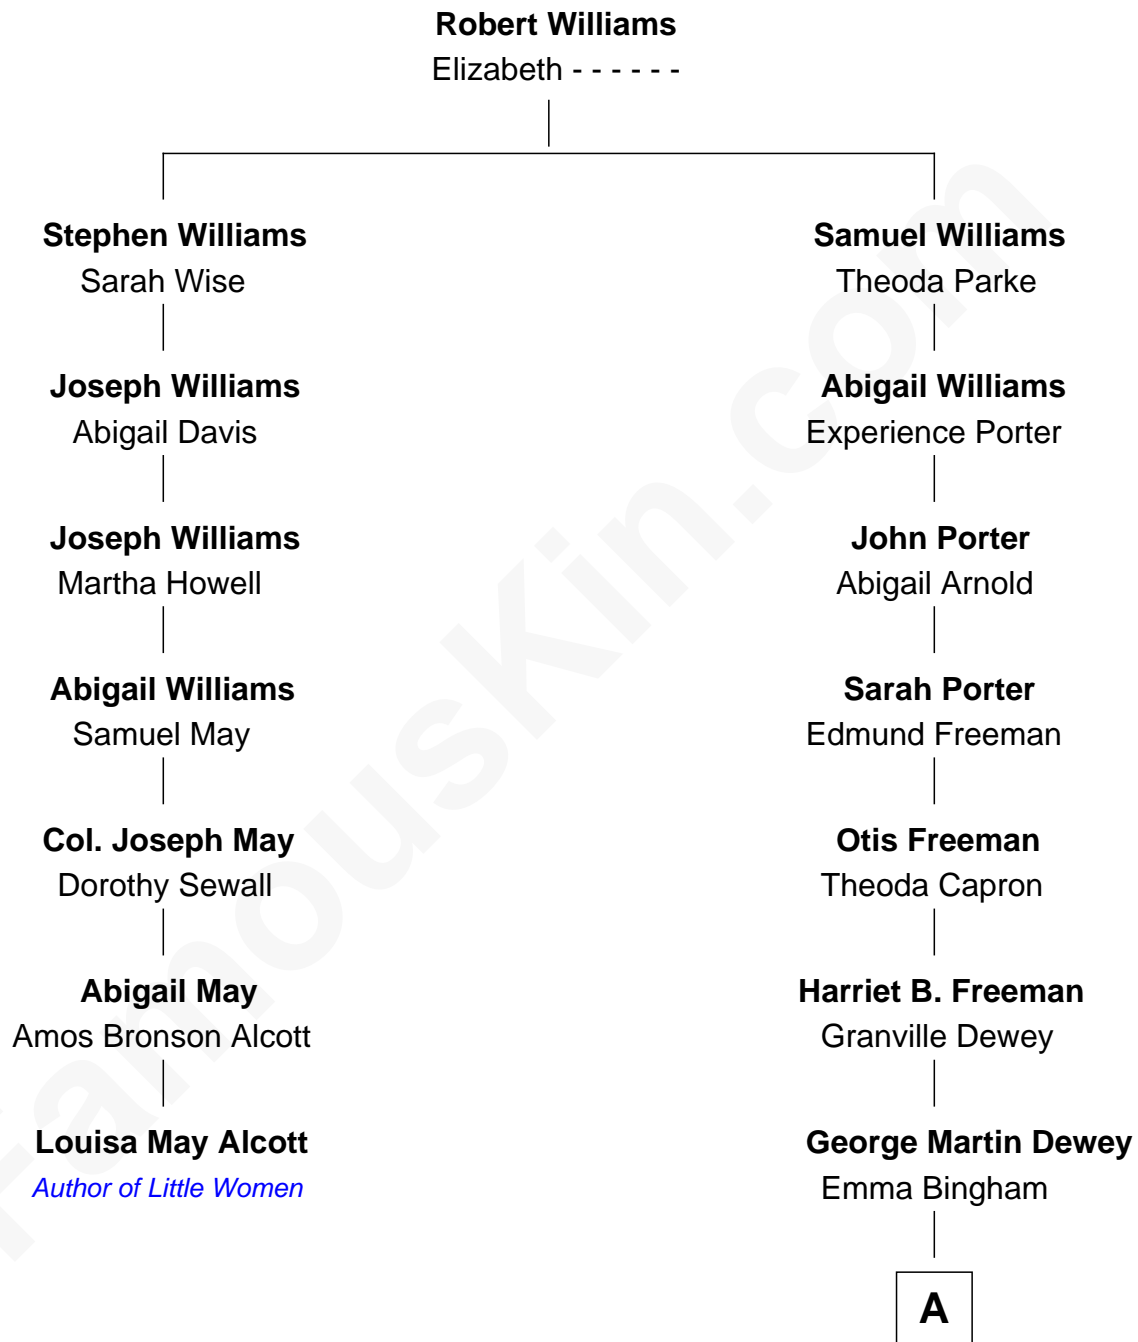 Robert Williams
Elizabeth - - - - - -
Stephen Williams
Sarah Wise
Joseph Williams
Abigail Davis
Joseph Williams
Martha Howell
Abigail Williams
Samuel May
Col. Joseph May
Dorothy Sewall
Abigail May
Amos Bronson Alcott
Louisa May Alcott
Author of Little Women
Samuel Williams
Theoda Parke
Abigail Williams
Experience Porter
John Porter
Abigail Arnold
Sarah Porter
Edmund Freeman
Otis Freeman
Theoda Capron
Harriet B. Freeman
Granville Dewey
George Martin Dewey
Emma Bingham
A
FamousKin.com